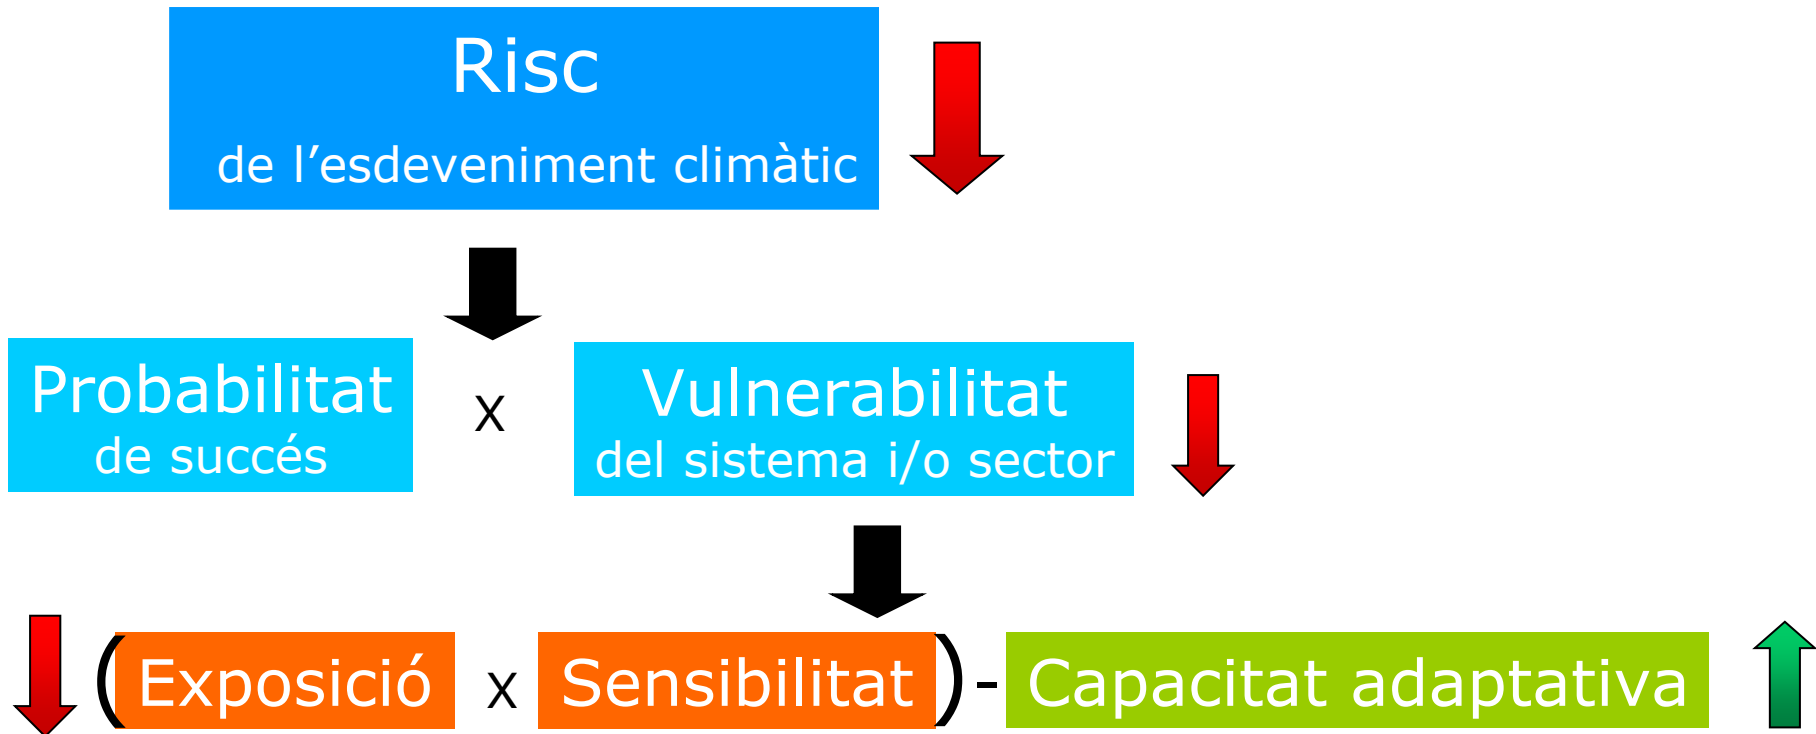 Risc
de l’esdeveniment climàtic
Probabilitat
de succés
x
Vulnerabilitat
del sistema i/o sector
(Exposició x Sensibilitat) - Capacitat adaptativa